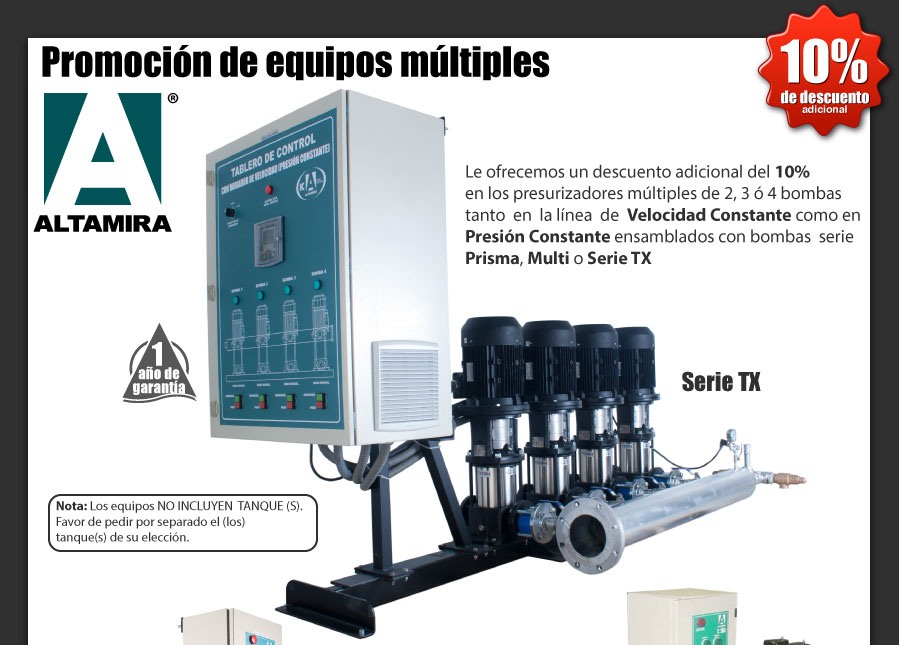 Promoción de equipos múltiples
10%
de descuento
adicional
A ®
ALTAMIRA
TABLERO DE CONTROL
CON VARIADOR DE VELOCIDAD (PRESIÓN CONSTANTE)
BOMBA 1 BOMBA 2 BOMBA 3 BOMBA 4
Le ofrecemos un descuento adicional del 10%
en los presurizadores múltiples de 2, 3 ó 4 bombas
tanto en la línea de Velocidad Constante como en
Presión Constante ensamblados con bombas serie
Prisma, Multi o Serie TX
1
año de
garantía
Serie TX
Nota: Los equipos NO INCLUYEN TANQUE (S).
Favor de pedir por separado el (los)
tanque(s) de su elección.